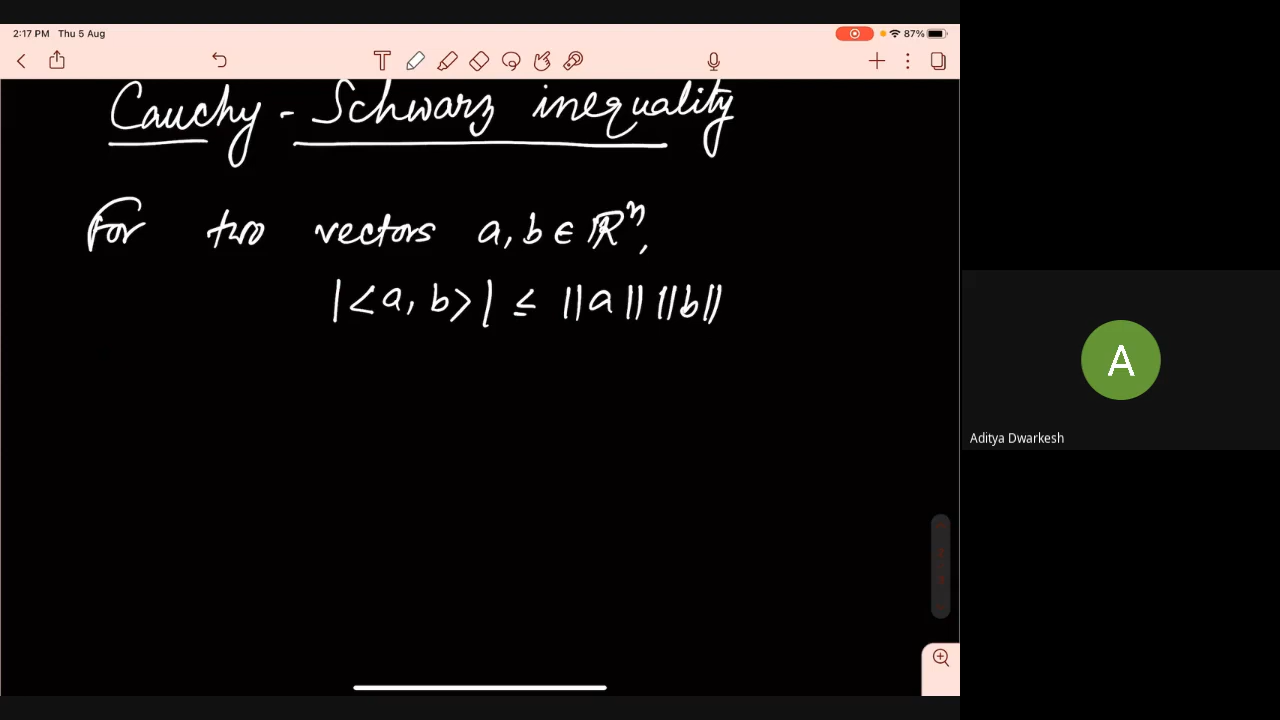 2:17 PM Thu 5 Aug
87%
T
Cauchy - Schwarz inequality
For two vectors a, b ∈ ℝⁿ,
|<a, b>| ≤ ||a|| ||b||
A
Aditya Dwarkesh